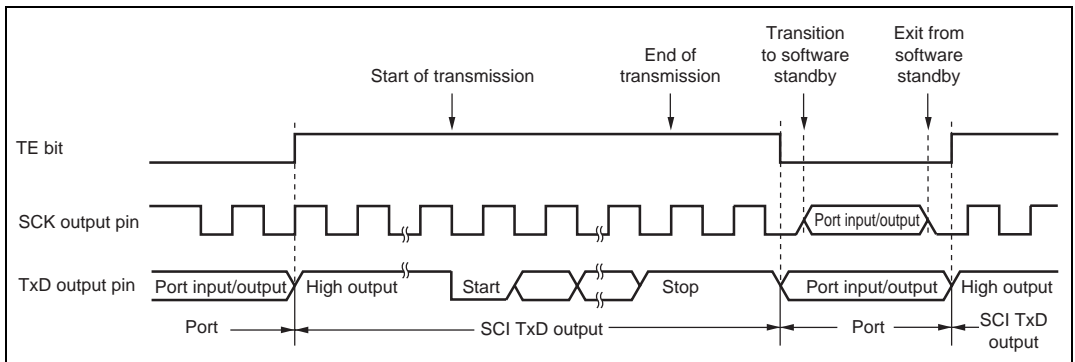 Transition
to software
standby
Exit from
software
standby
Start of transmission
End of
transmission
TE bit
SCK output pin
Port input/output
TxD output pin
Port input/output
High output
Start
Stop
Port input/output
High output
Port
SCI TxD output
Port
SCI TxD
output